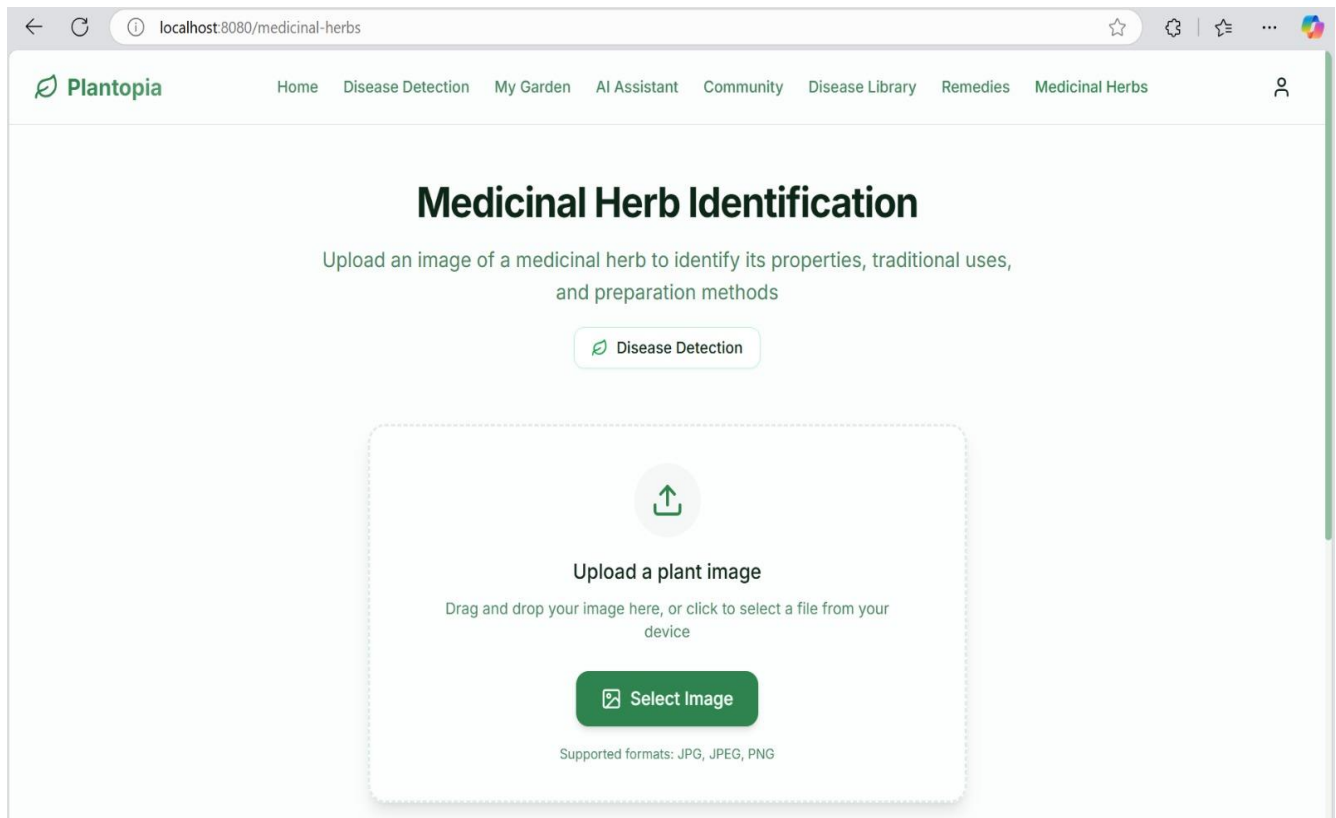 localhost:8080/medicinal-herbs
Plantopia
Home Disease Detection My Garden AI Assistant Community Disease Library Remedies Medicinal Herbs
Medicinal Herb Identification
Upload an image of a medicinal herb to identify its properties, traditional uses,
and preparation methods
Disease Detection
Upload a plant image
Drag and drop your image here, or click to select a file from your
device
Select Image
Supported formats: JPG, JPEG, PNG